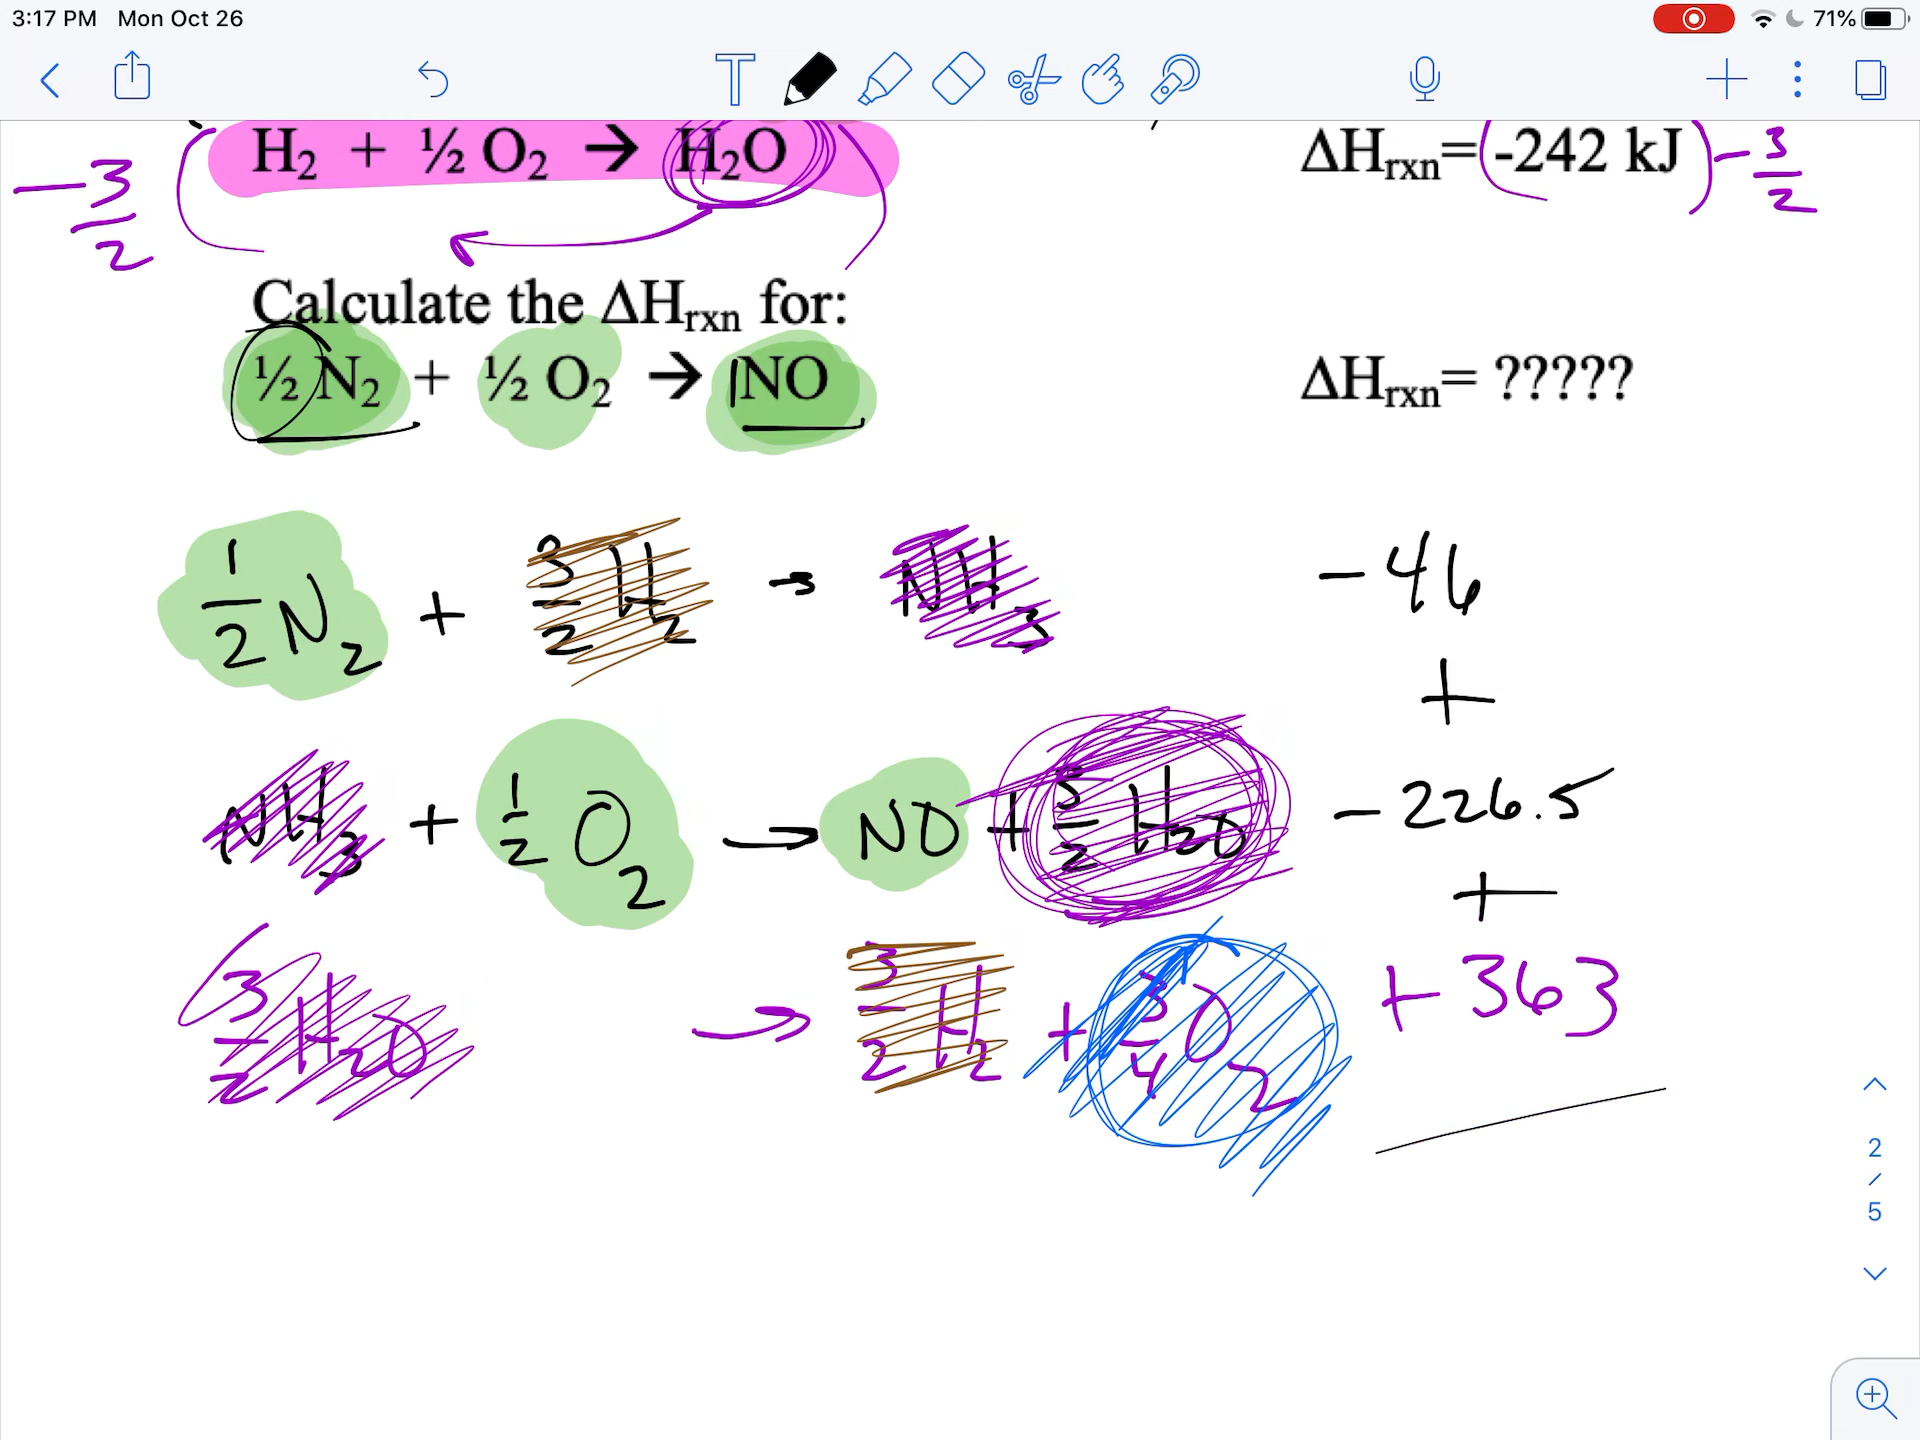 3:17 PM Mon Oct 26 71%
T
H₂ + ½ O₂ → H₂O ΔHrxn= (-242 kJ) -3/2
-3/2
Calculate the ΔHrxn for:
½ N₂ + ½ O₂ → 1NO ΔHrxn= ?????
1/2 N₂ + 3/2 H₂ → NH₃ -46
+
NH₃ + 1/2 O₂ → NO + 3/2 H₂O -226.5
+
3/2 H₂O → 3/2 H₂ + 3/4 O₂ +363
2
/
5